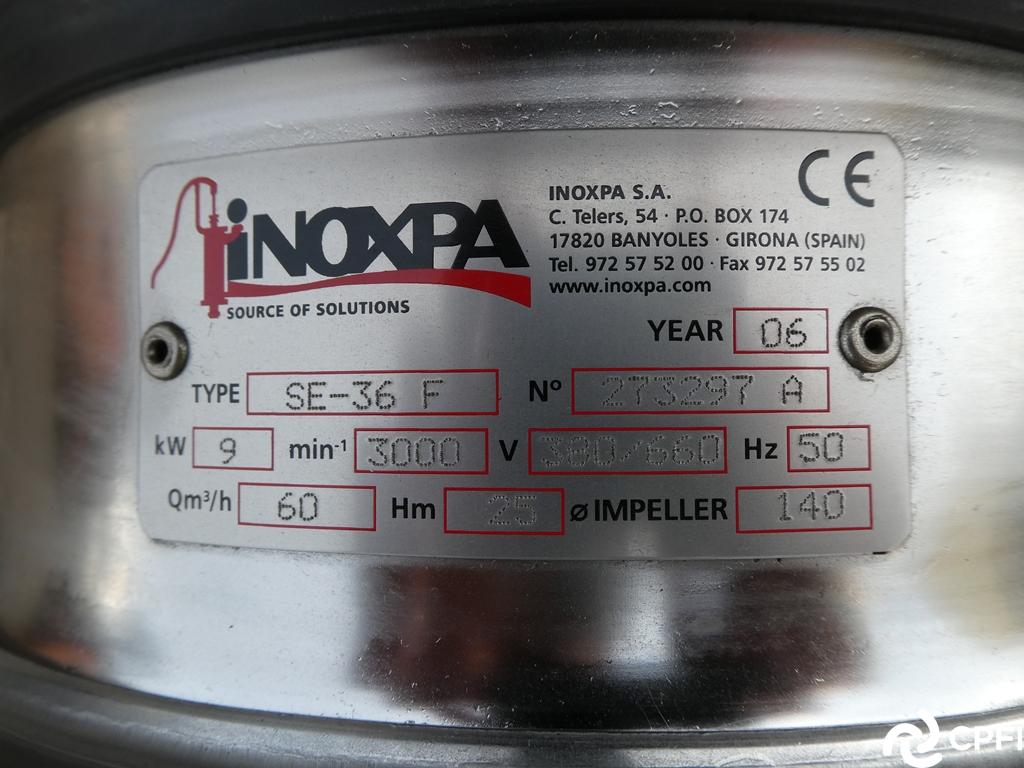 iNOXPA
SOURCE OF SOLUTIONS
INOXPA S.A.
C. Telers, 54 · P.O. BOX 174
17820 BANYOLES · GIRONA (SPAIN)
Tel. 972 57 52 00 · Fax 972 57 55 02
www.inoxpa.com
CE
YEAR 06
TYPE SE-36 F Nº 273297 A
kW 9 min-¹ 3000 V 380/660 Hz 50
Qm³/h 60 Hm 25 ø IMPELLER 140
CPFI